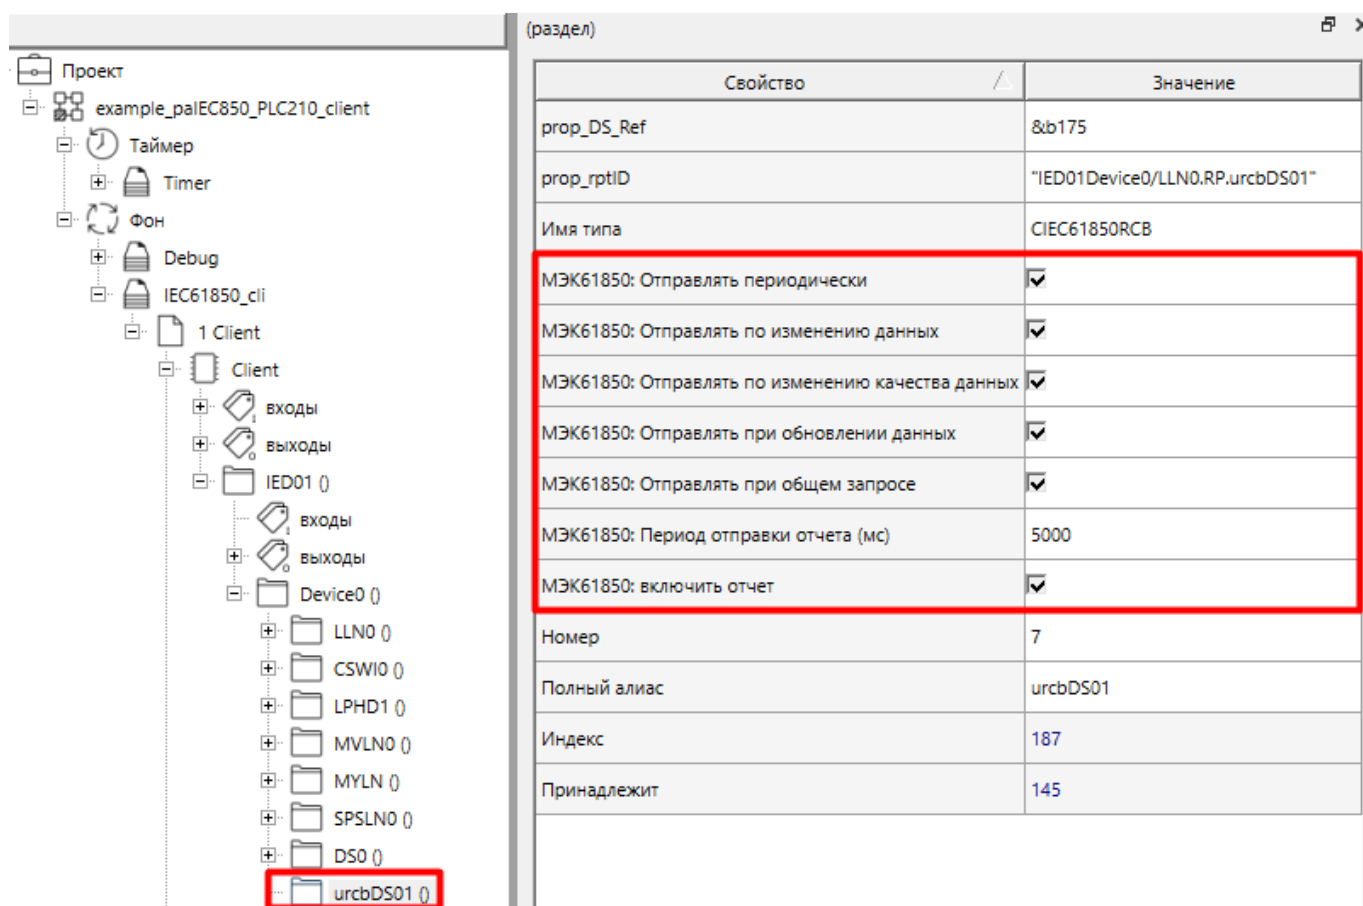 (раздел)
Проект
example_paIEC850_PLC210_client
Таймер
Timer
Фон
Debug
IEC61850_cli
1 Client
Client
входы
выходы
IED01 ()
входы
выходы
Device0 ()
LLN0 ()
CSWI0 ()
LPHD1 ()
MVLN0 ()
MYLN ()
SPSLN0 ()
DS0 ()
urcbDS01 ()
Свойство Значение
prop_DS_Ref &b175
prop_rptID "IED01Device0/LLN0.RP.urcbDS01"
Имя типа CIEC61850RCB
МЭК61850: Отправлять периодически
МЭК61850: Отправлять по изменению данных
МЭК61850: Отправлять по изменению качества данных
МЭК61850: Отправлять при обновлении данных
МЭК61850: Отправлять при общем запросе
МЭК61850: Период отправки отчета (мс) 5000
МЭК61850: включить отчет
Номер 7
Полный алиас urcbDS01
Индекс 187
Принадлежит 145